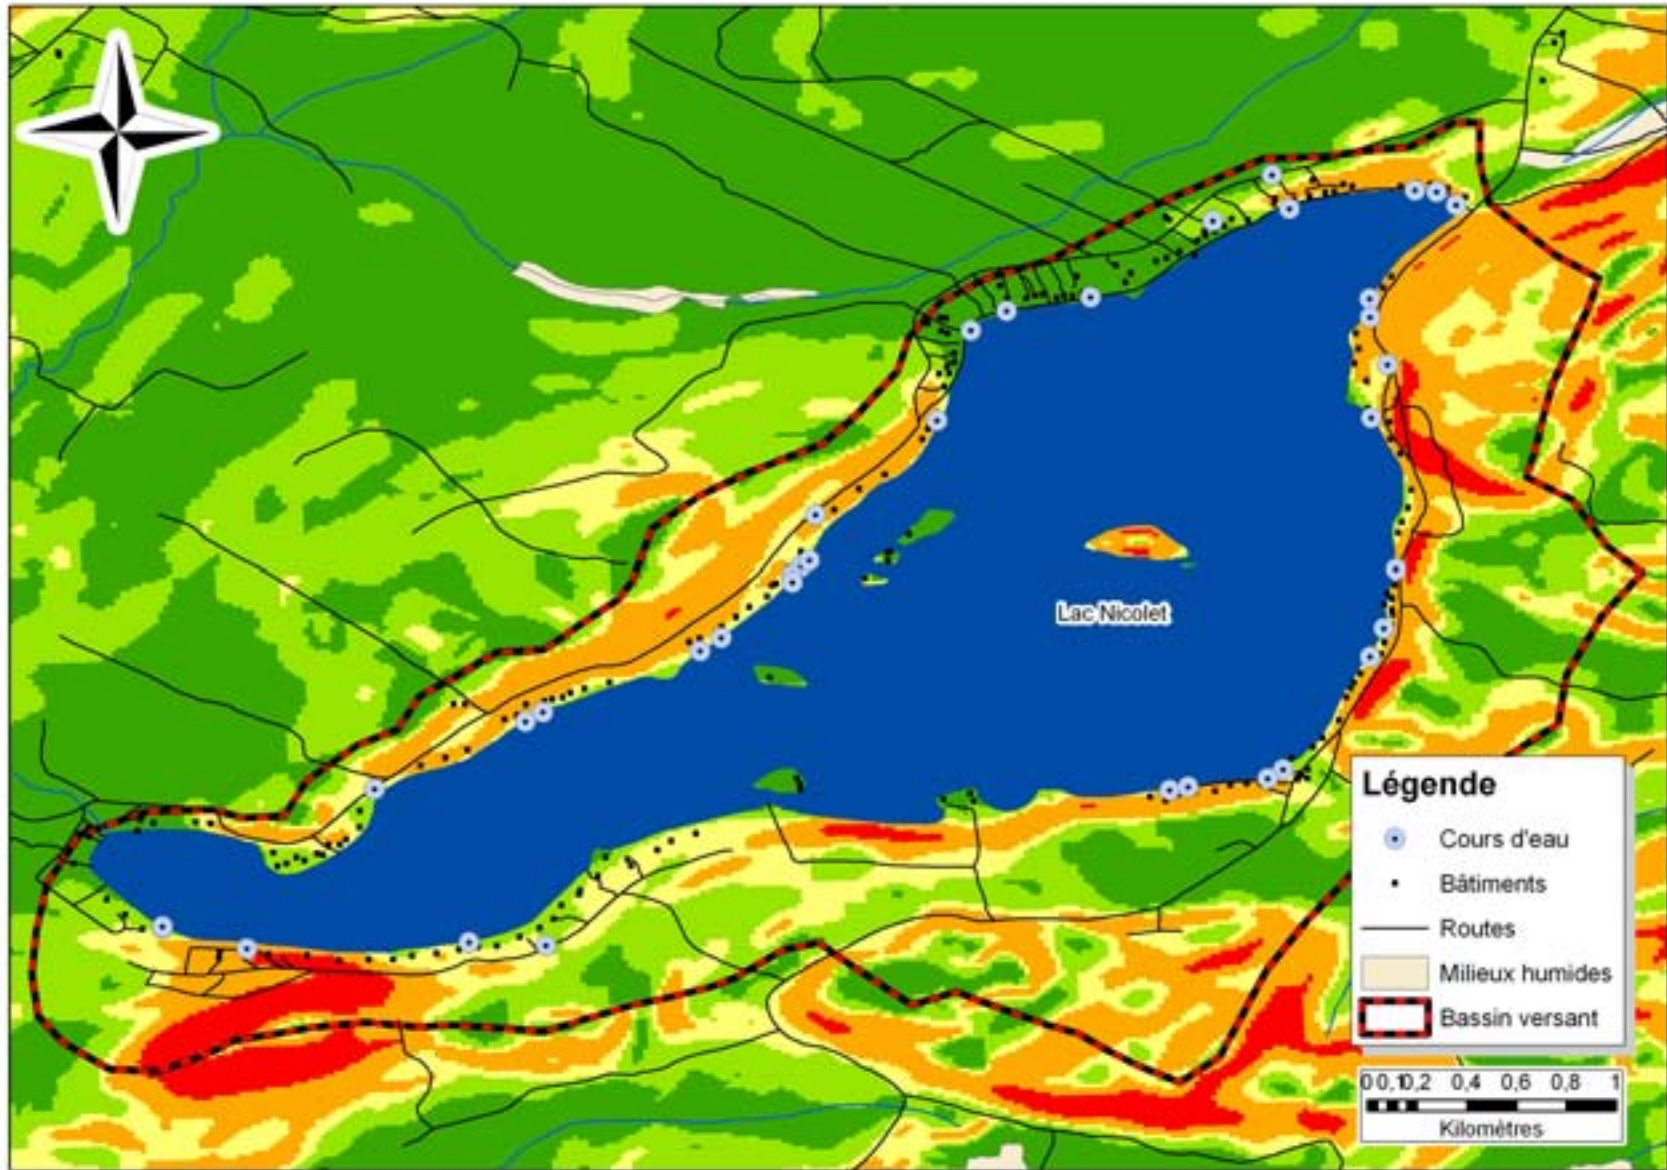 Lac Nicolet
Légende
Cours d'eau
Bâtiments
Routes
Milieux humides
Bassin versant
0 0,1 0,2 0,4 0,6 0,8 1
Kilomètres